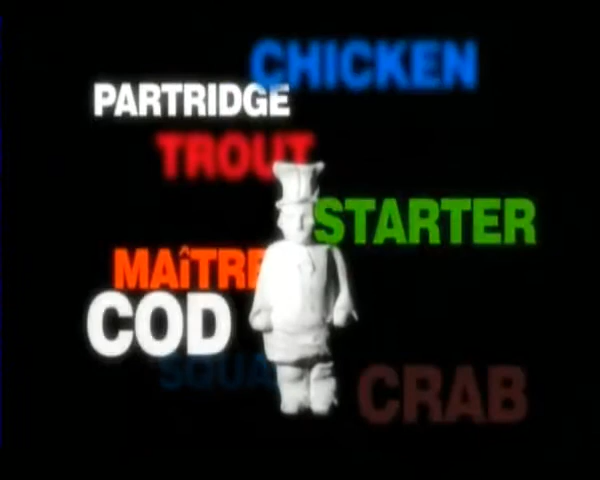 CHICKEN
PARTRIDGE
TROUT
STARTER
MAîTRE
COD
CRAB